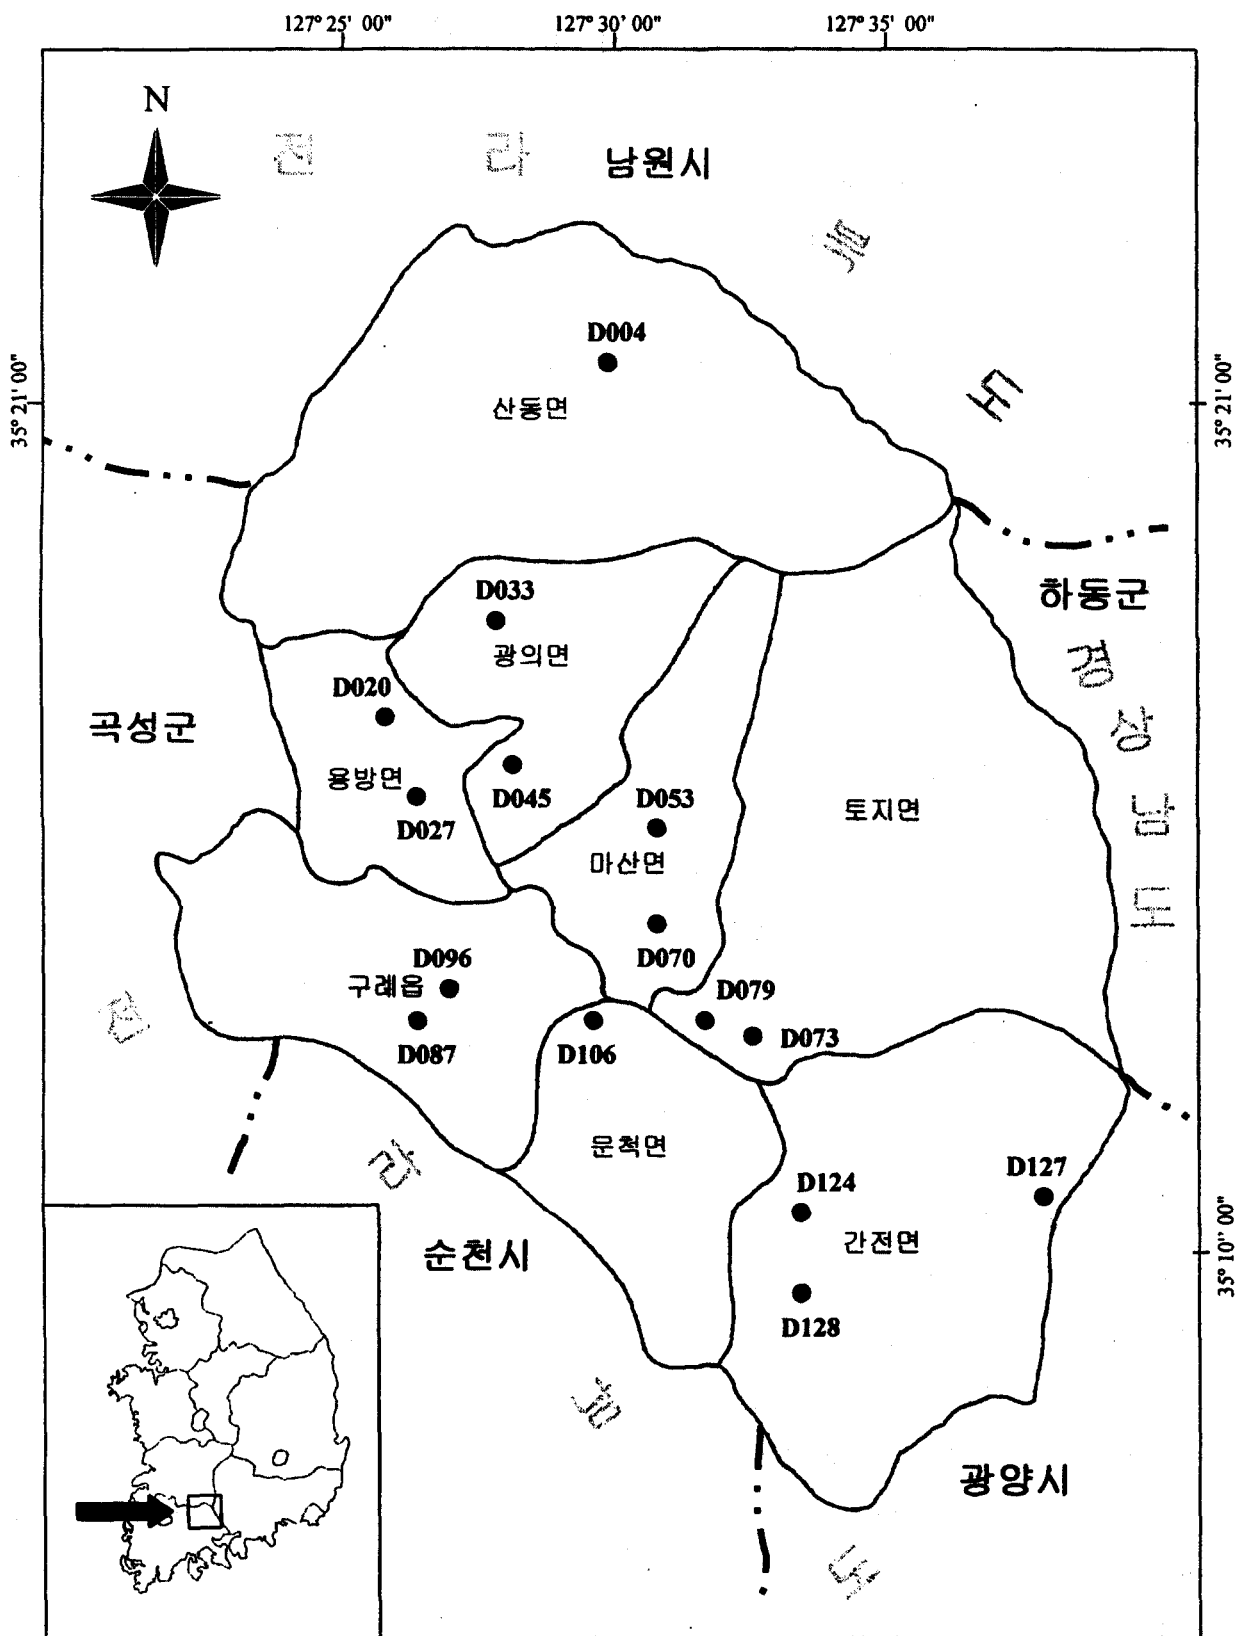 127° 25' 00"
127° 30' 00"
127° 35' 00"
N
전
라
남원시
북
도
D004
산동면
35° 21' 00"
35° 21' 00"
하동군
경
상
남
도
D033
광의면
D020
곡성군
용방면
D027
D045
D053
마산면
토지면
D070
D096
구례읍
D087
D079
D073
D106
전
라
남
도
문척면
D127
D124
간전면
D128
35° 10' 00"
순천시
광양시